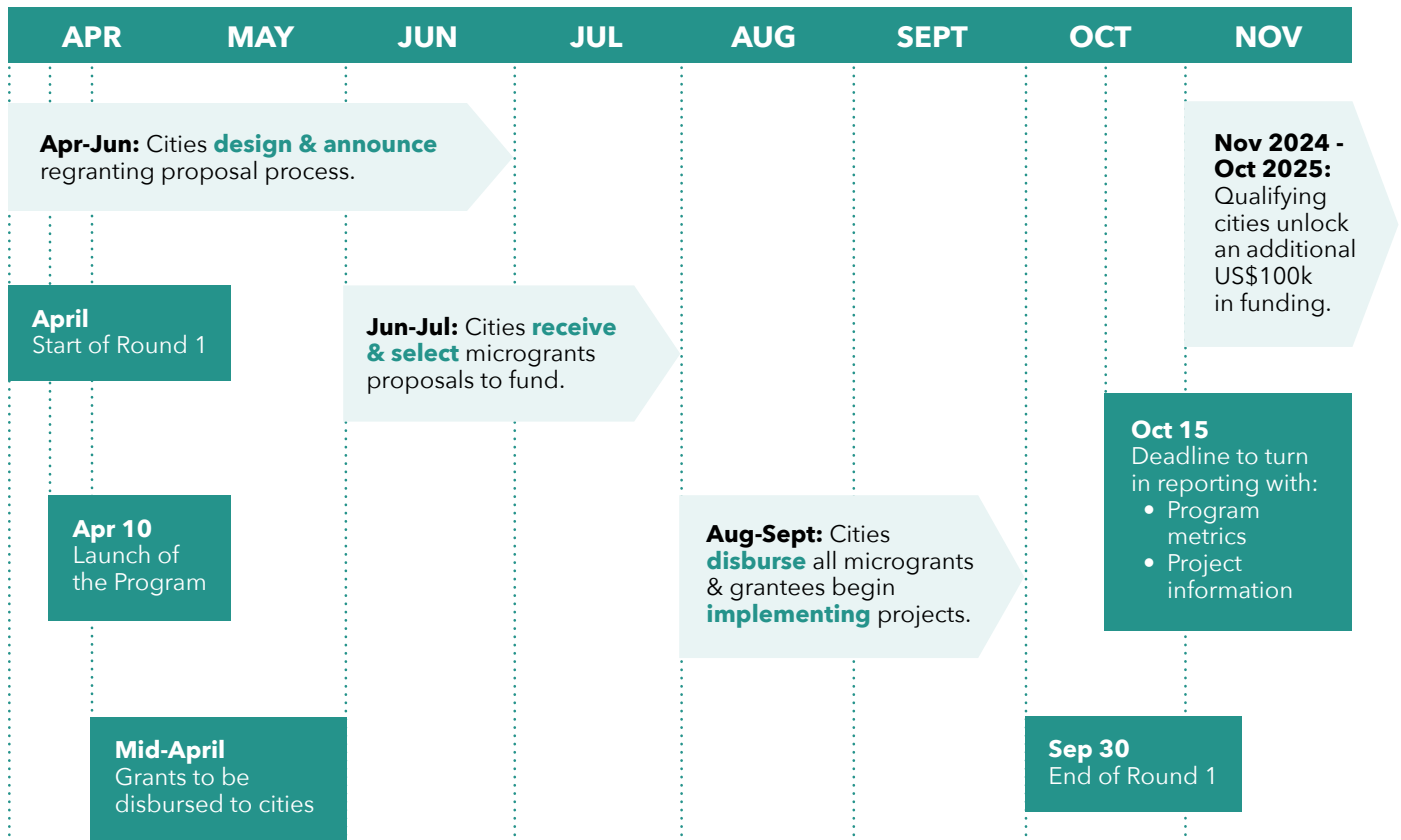 APR MAY JUN JUL AUG SEPT OCT NOV
Apr-Jun: Cities design & announce
regranting proposal process.
Nov 2024 -
Oct 2025:
Qualifying
cities unlock
an additional
US$100k
in funding.
April
Start of Round 1
Jun-Jul: Cities receive
& select microgrants
proposals to fund.
Oct 15
Deadline to turn
in reporting with:
• Program
metrics
• Project
information
Apr 10
Launch of
the Program
Aug-Sept: Cities
disburse all microgrants
& grantees begin
implementing projects.
Mid-April
Grants to be
disbursed to cities
Sep 30
End of Round 1